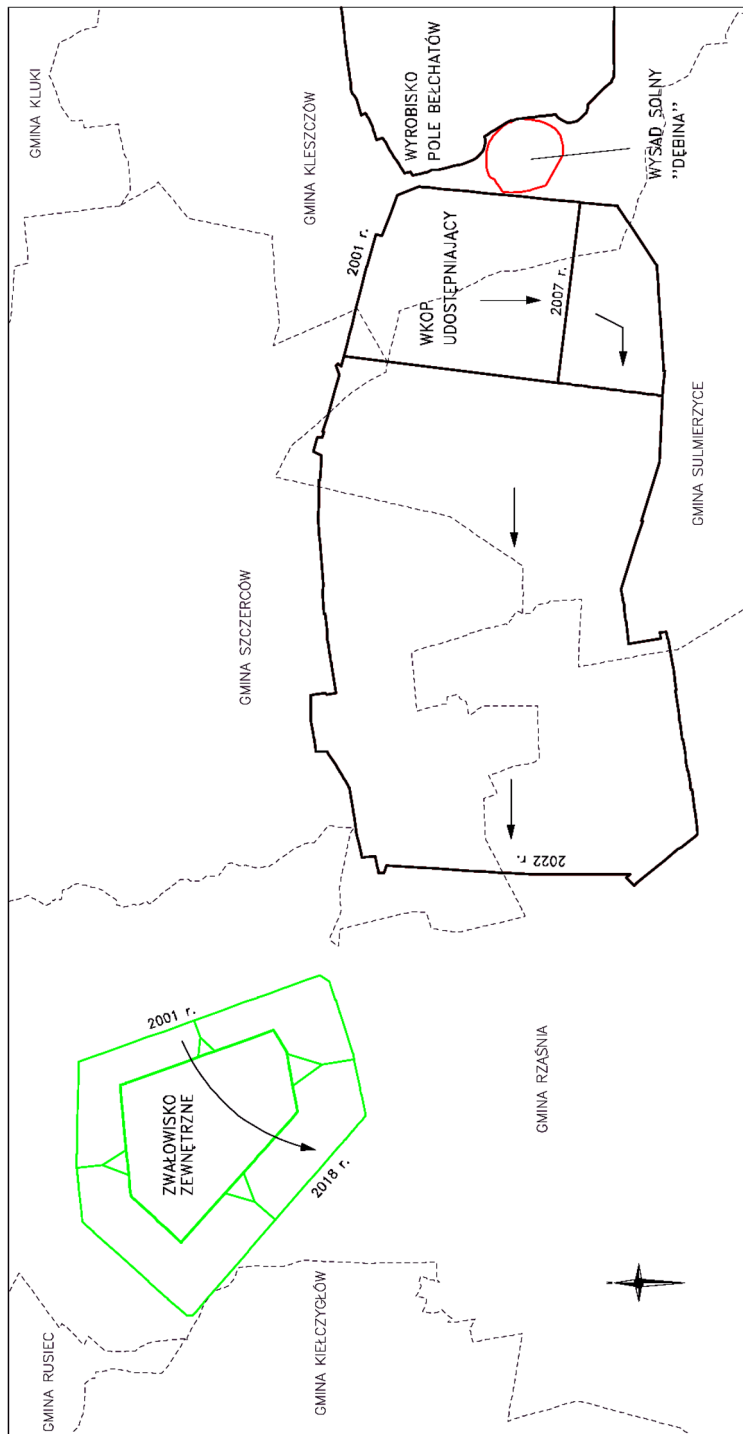 GMINA RUSIEC
GMINA KIEŁCZYGŁÓW
ZWAŁOWISKO
ZEWNĘTRZNE
2001 r.
2018 r.
GMINA RZĄŚNIA
GMINA SZCZERCÓW
2022 r.
GMINA KLUKI
GMINA KLESZCZÓW
2001 r.
WKOP
UDOSTĘPNIAJĄCY
2007 r.
GMINA SULMIERZYCE
WYROBISKO
POLE BEŁCHATÓW
WYSAD SOLNY
"DĘBINA"